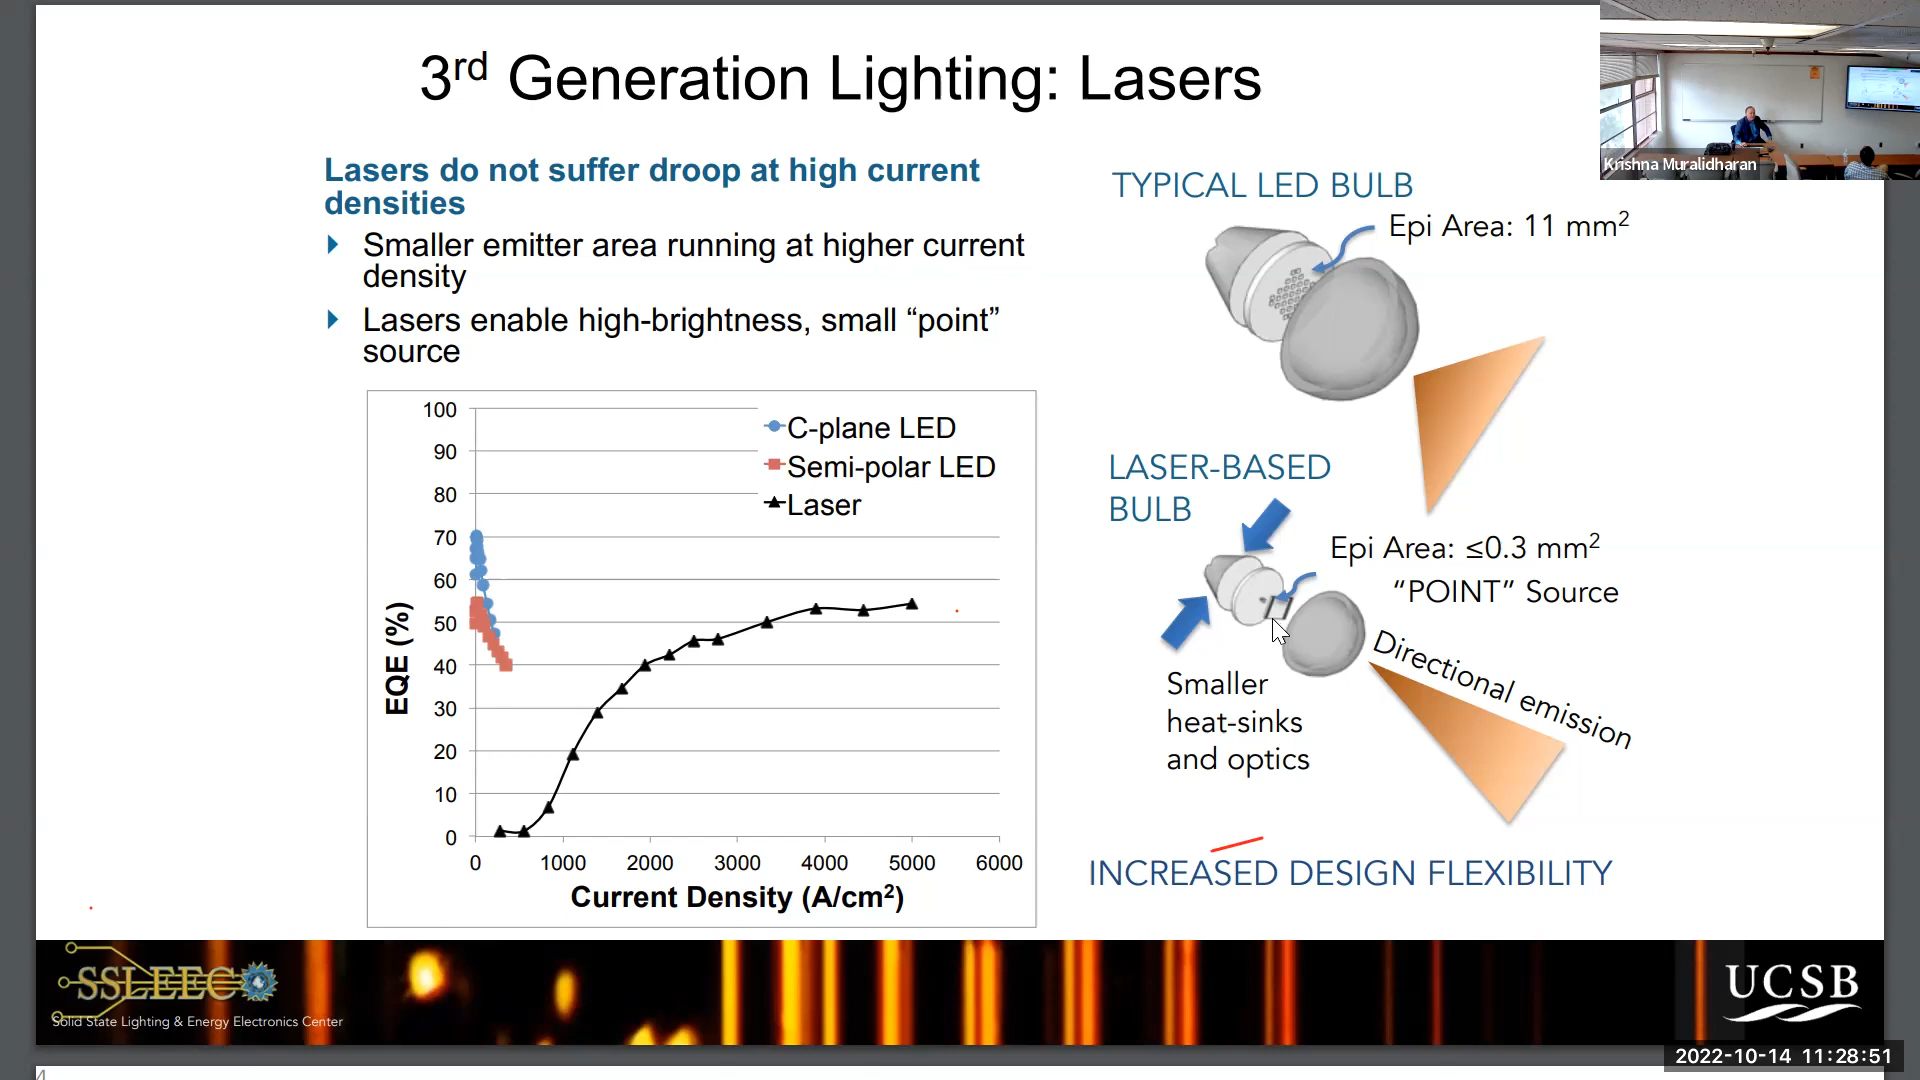 3rd Generation Lighting: Lasers
Krishna Muralidharan
Lasers do not suffer droop at high current
densities
Smaller emitter area running at higher current
density
Lasers enable high-brightness, small “point”
source
TYPICAL LED BULB
Epi Area: 11 mm2
C-plane LED
Semi-polar LED
Laser
100
90
80
70
60
50
40
30
20
10
0
EQE (%)
0 1000 2000 3000 4000 5000 6000
Current Density (A/cm2)
LASER-BASED
BULB
Epi Area: ≤0.3 mm2
“POINT” Source
Directional emission
Smaller
heat-sinks
and optics
INCREASED DESIGN FLEXIBILITY
SSLEEC
Solid State Lighting & Energy Electronics Center
UCSB
2022-10-14 11:28:51